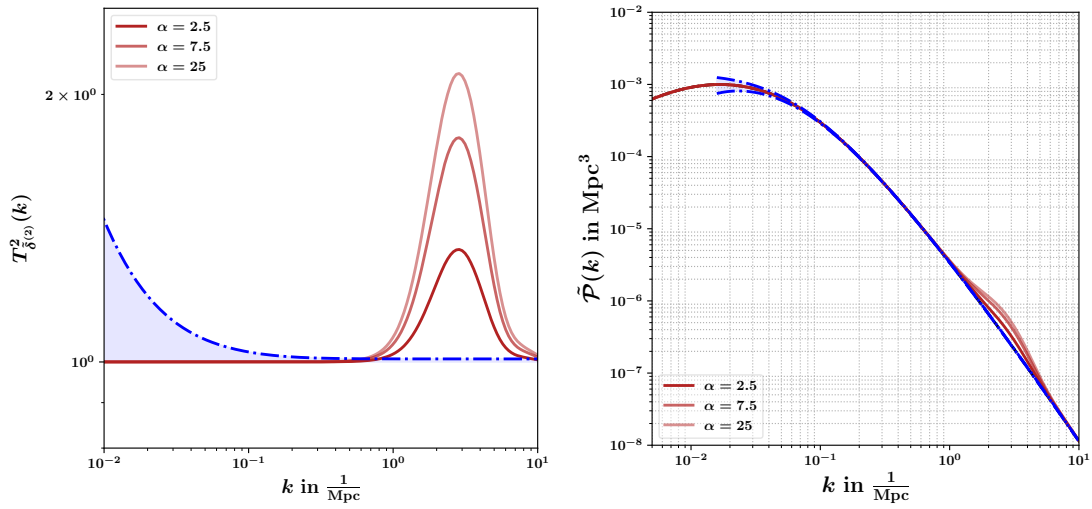 α = 2.5
α = 7.5
α = 25
2 × 10⁰
10⁰
T²_δ̃⁽²⁾(k)
10⁻² 10⁻¹ 10⁰ 10¹
k in 1/Mpc
10⁻²
10⁻³
10⁻⁴
10⁻⁵
10⁻⁶
10⁻⁷
10⁻⁸
P̃(k) in Mpc³
α = 2.5
α = 7.5
α = 25
10⁻² 10⁻¹ 10⁰ 10¹
k in 1/Mpc